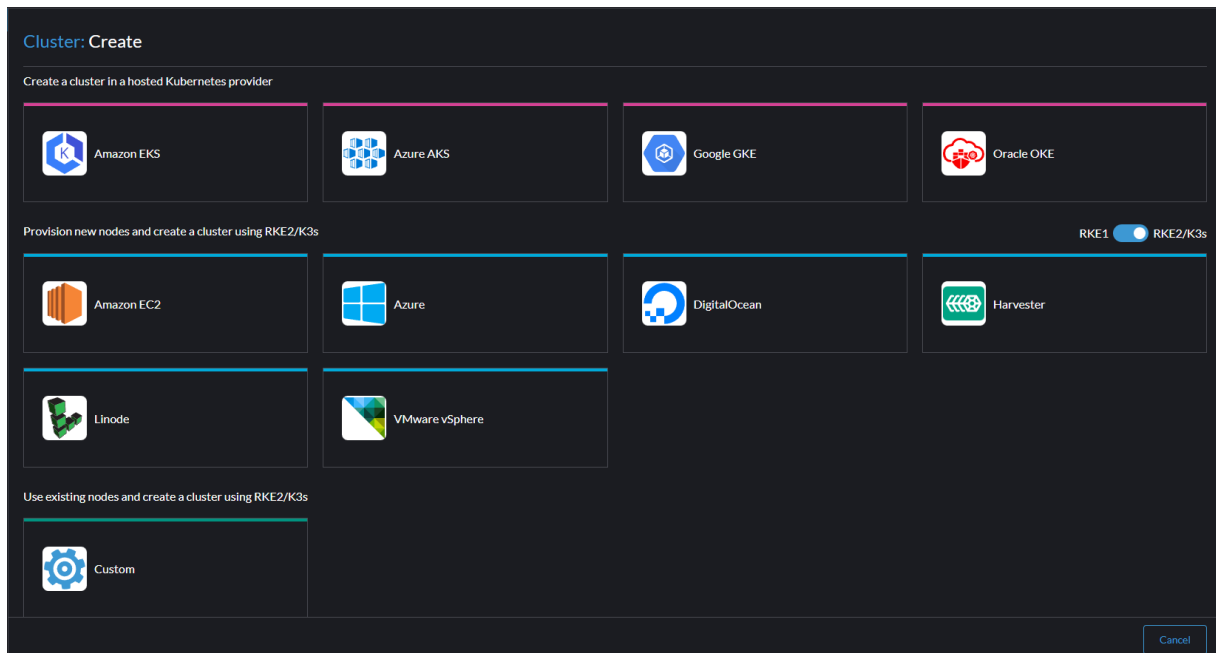 Cluster: Create
Create a cluster in a hosted Kubernetes provider
Amazon EKS
Azure AKS
Google GKE
Oracle OKE
Provision new nodes and create a cluster using RKE2/K3s
RKE1 RKE2/K3s
Amazon EC2
Azure
DigitalOcean
Harvester
Linode
VMware vSphere
Use existing nodes and create a cluster using RKE2/K3s
Custom
Cancel